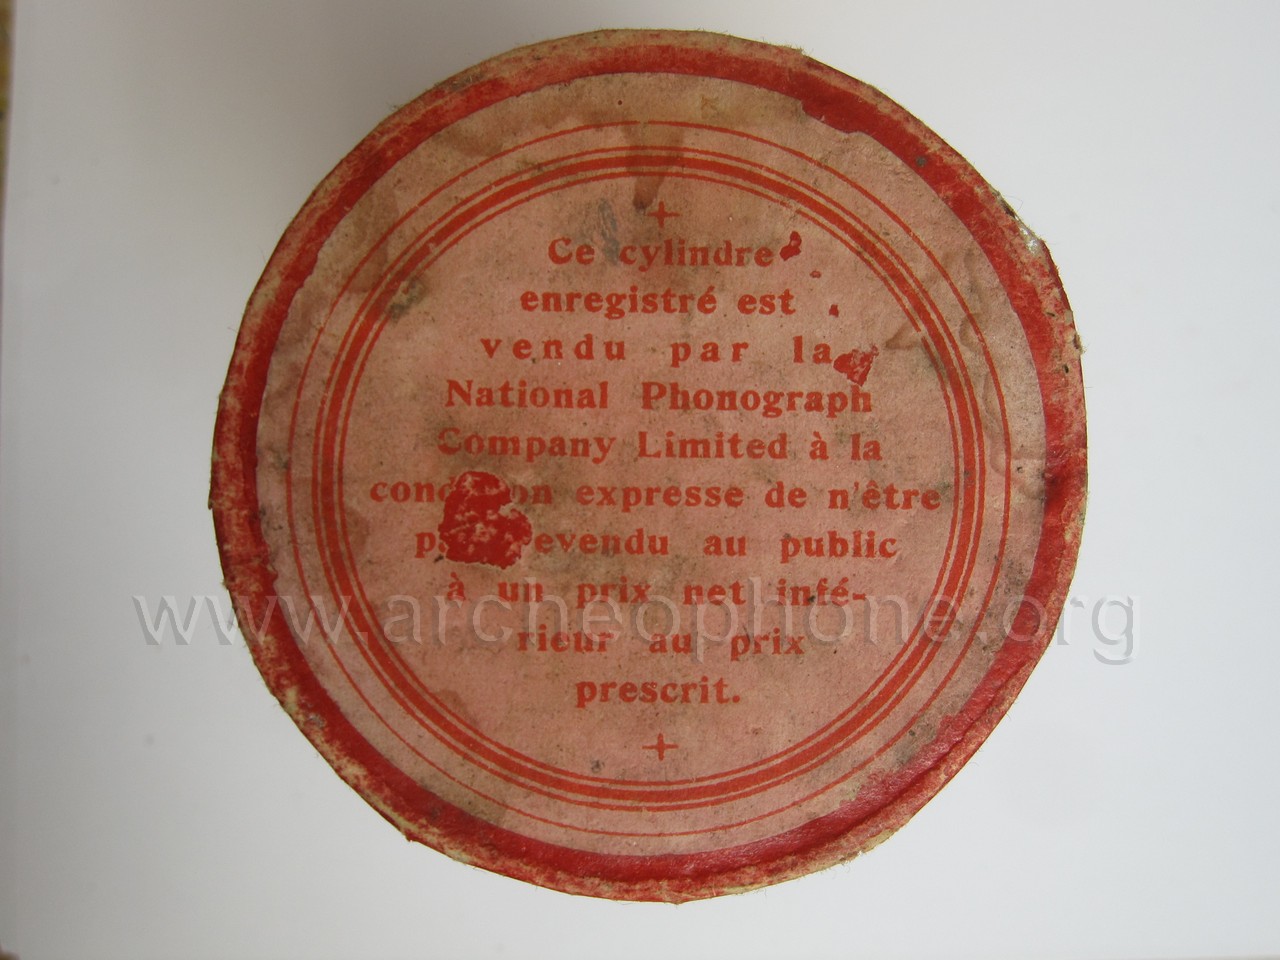 Ce cylindre
enregistré est
vendu par la
National Phonograph
Company Limited à la
expresse de n'être
evendu au public
à un prix net infé-
rieur au prix
prescrit.
www.archeophone.org